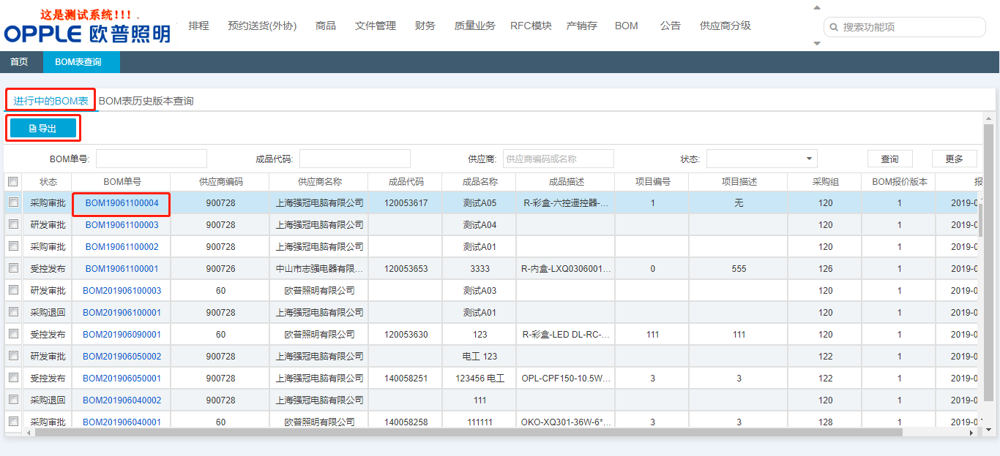 这是测试系统!!!
OPPLE 欧普照明
排程 预约送货(外协) 商品 文件管理 财务 质量业务 RFC模块 产销存 BOM 公告 供应商分级
搜索功能项
首页 BOM表查询
进行中的BOM表 BOM表历史版本查询
导出
BOM单号: 成品代码: 供应商: 供应商编码或名称 状态: 查询 更多
状态 BOM单号 供应商编码 供应商名称 成品代码 成品名称 成品描述 项目编号 项目描述 采购组 BOM报价版本 报
采购审批 BOM19061100004 900728 上海强冠电脑有限公司 120053617 测试A05 R-彩盒-六控遥控器-... 1 无 120 1 2019-0
研发审批 BOM19061100003 900728 上海强冠电脑有限公司 测试A04 120 1 2019-0
采购审批 BOM19061100002 900728 上海强冠电脑有限公司 测试A01 120 1 2019-0
受控发布 BOM19061100001 900726 中山市志强电器有限... 120053653 3333 R-内盒-LXQ0306001... 0 555 126 1 2019-0
研发审批 BOM201906100003 60 欧普照明有限公司 测试A03 120 1 2019-0
采购退回 BOM201906100001 900728 上海强冠电脑有限公司 测试A01 120 1 2019-0
受控发布 BOM201906090001 60 欧普照明有限公司 120053630 123 R-彩盒-LED DL-RC-... 111 111 120 1 2019-0
研发审批 BOM201906050002 900728 上海强冠电脑有限公司 电工 123 122 1 2019-0
受控发布 BOM201906050001 900728 上海强冠电脑有限公司 140058251 123456 电工 OPL-CPF150-10.5W... 3 3 122 1 2019-0
采购退回 BOM201906040002 900728 上海强冠电脑有限公司 111 120 1 2019-0
采购审批 BOM201906040001 60 欧普照明有限公司 140058258 111111 OKO-XQ301-36W-6*... 3 3 128 1 2019-0